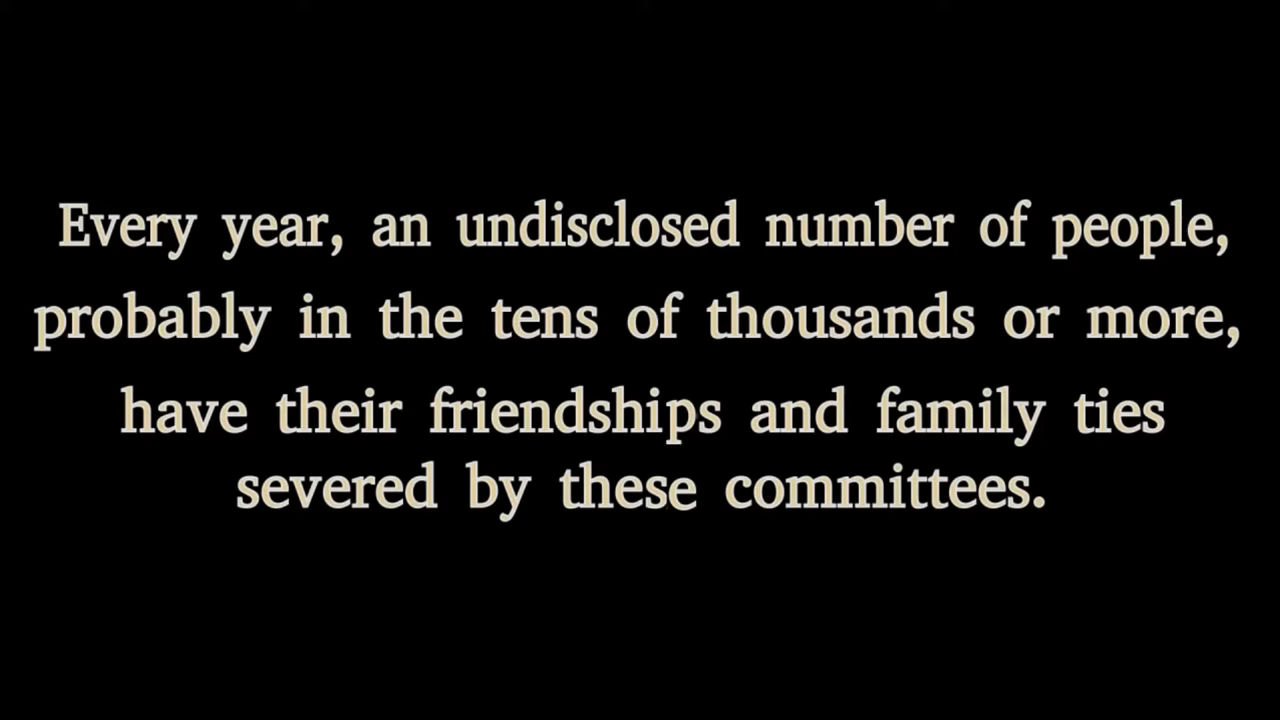 Every year, an undisclosed number of people,
probably in the tens of thousands or more,
have their friendships and family ties
severed by these committees.